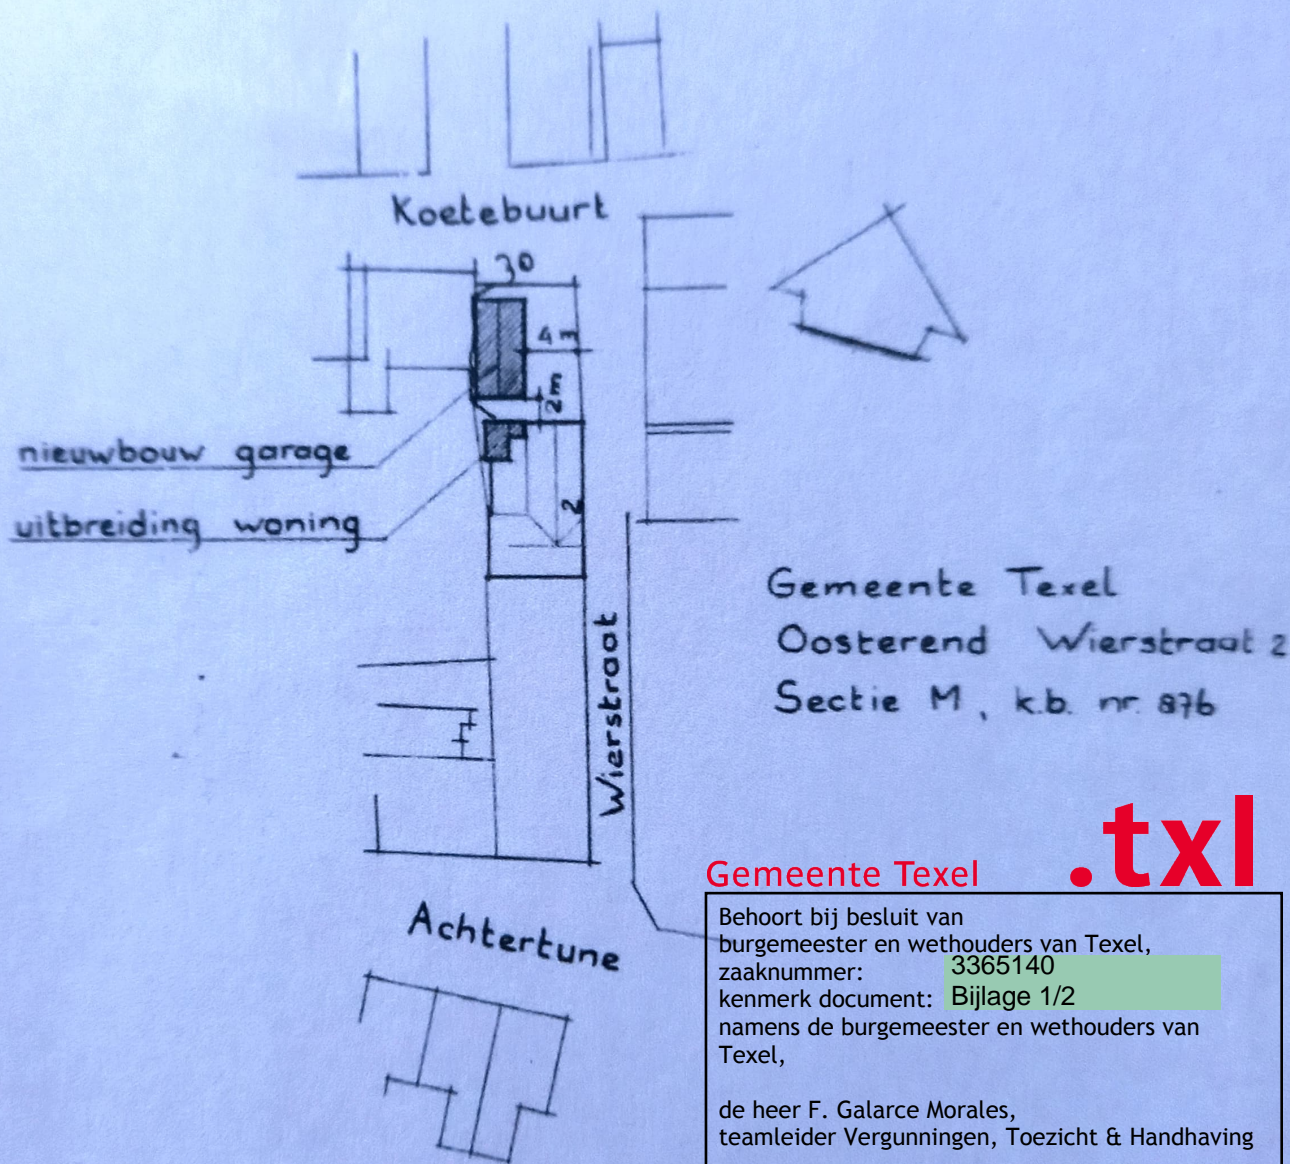 Koetebuurt
30
4m
2m
nieuwbouw garage
uitbreiding woning
2
Wierstraat
Gemeente Texel
Oosterend Wierstraat 2
Sectie M, k.b. nr. 876
Achtertune
.txl
Gemeente Texel
Behoort bij besluit van
burgemeester en wethouders van Texel,
zaaknummer: 3365140
kenmerk document: Bijlage 1/2
namens de burgemeester en wethouders van
Texel,
de heer F. Galarce Morales,
teamleider Vergunningen, Toezicht & Handhaving